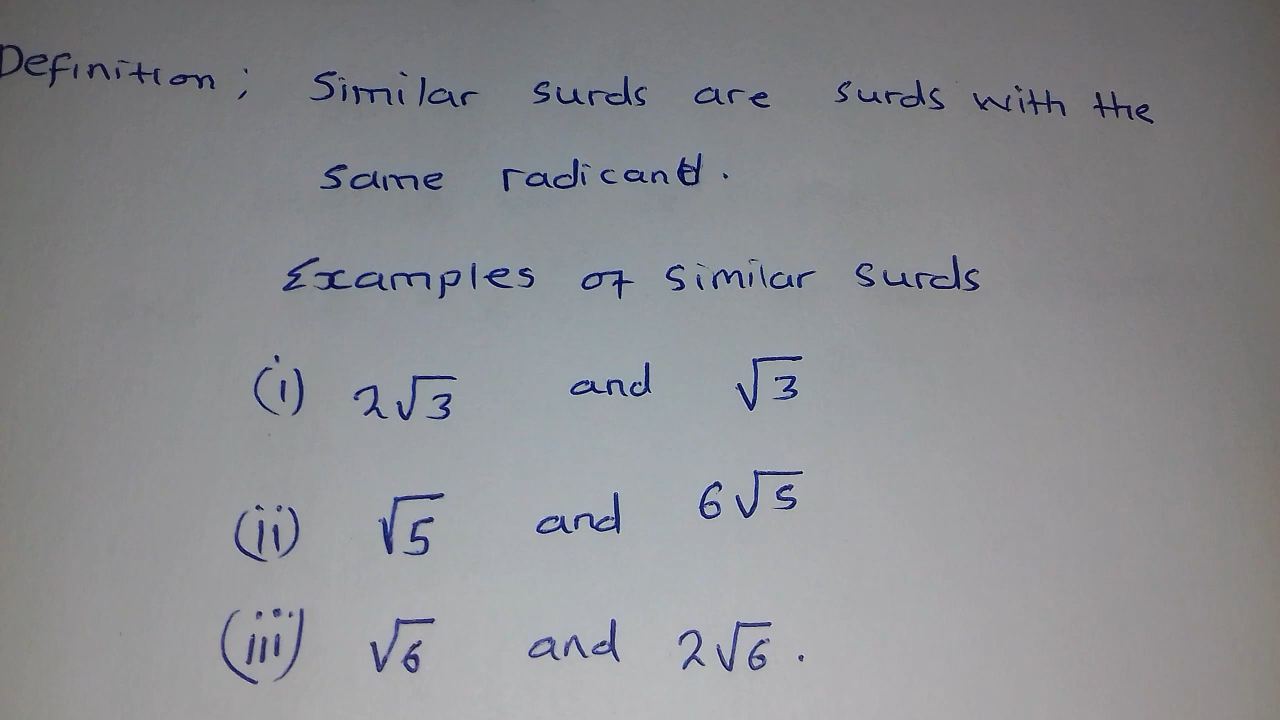 Definition; Similar surds are surds with the
same radicand.
Examples of similar surds
(i) 2√3 and √3
(ii) √5 and 6√5
(iii) √6 and 2√6.